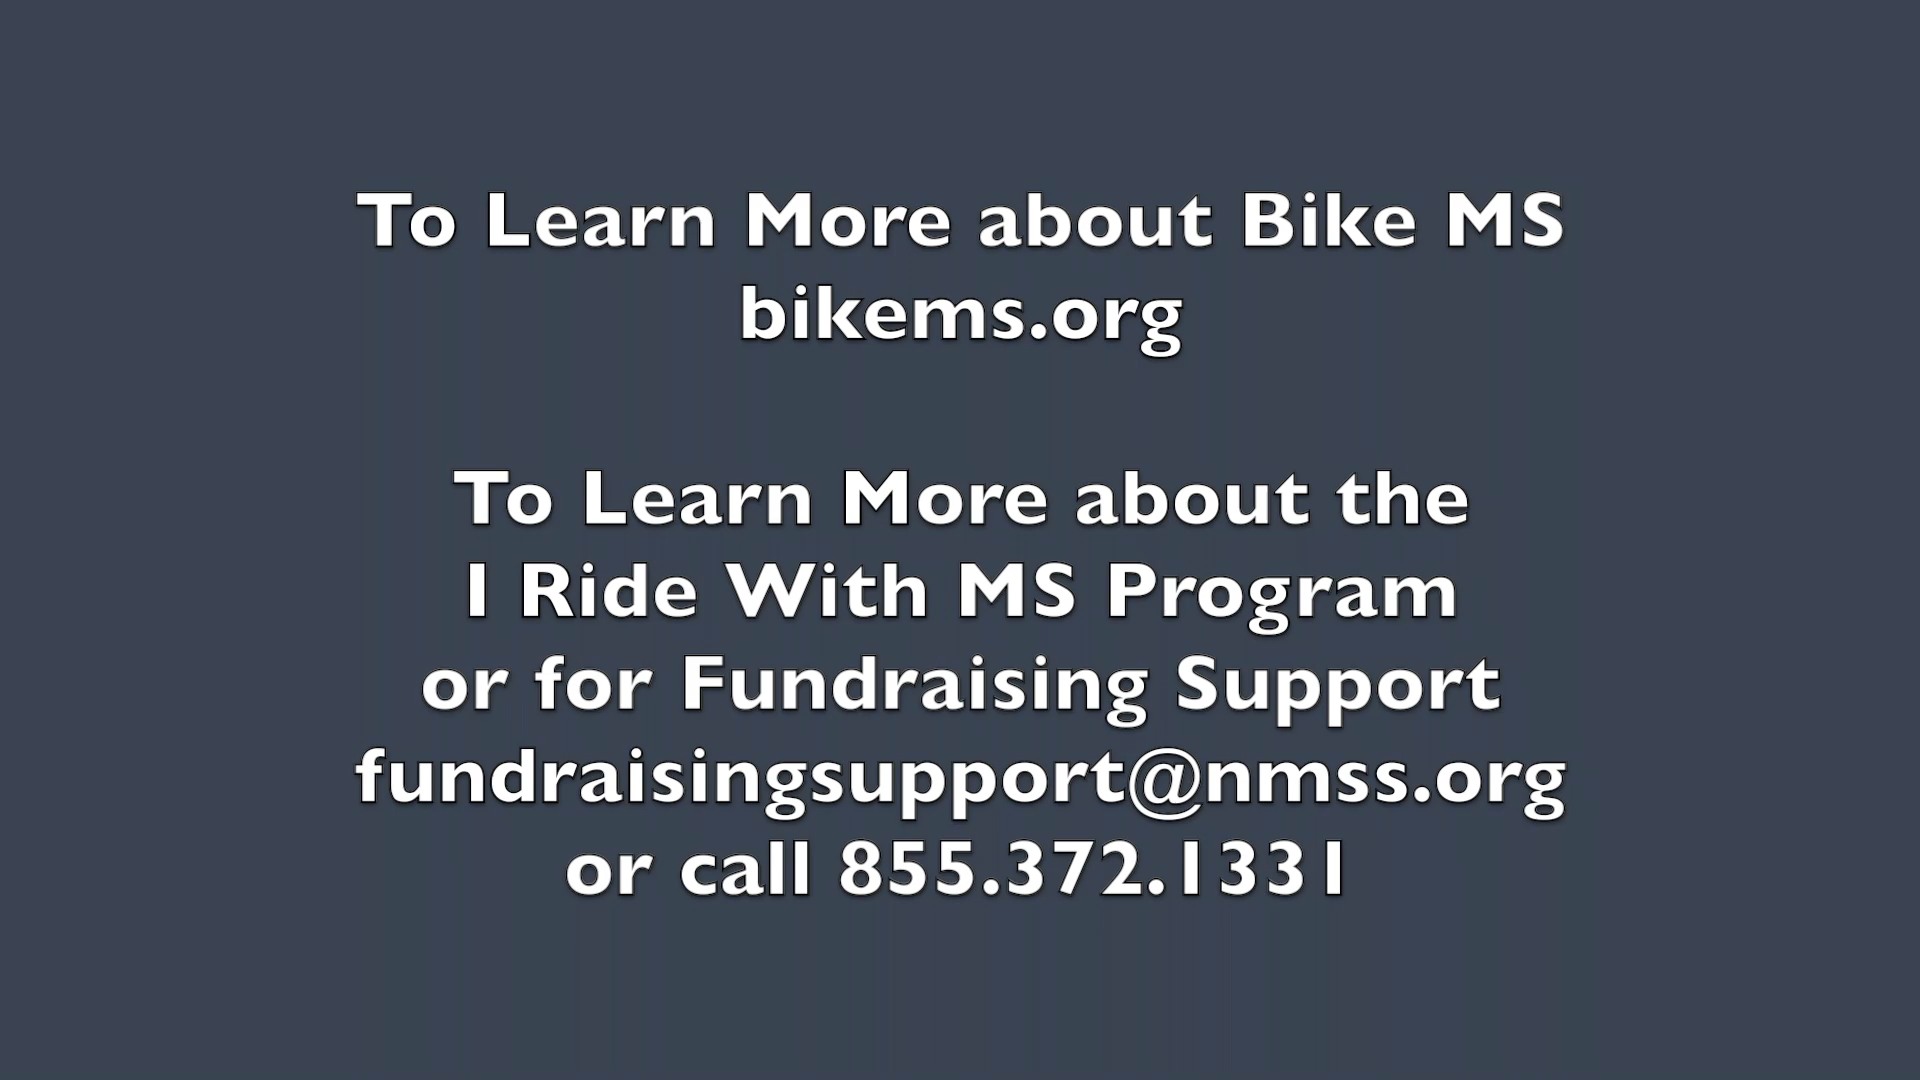 To Learn More about Bike MS
bikems.org
To Learn More about the
I Ride With MS Program
or for Fundraising Support
fundraisingsupport@nmss.org
or call 855.372.1331